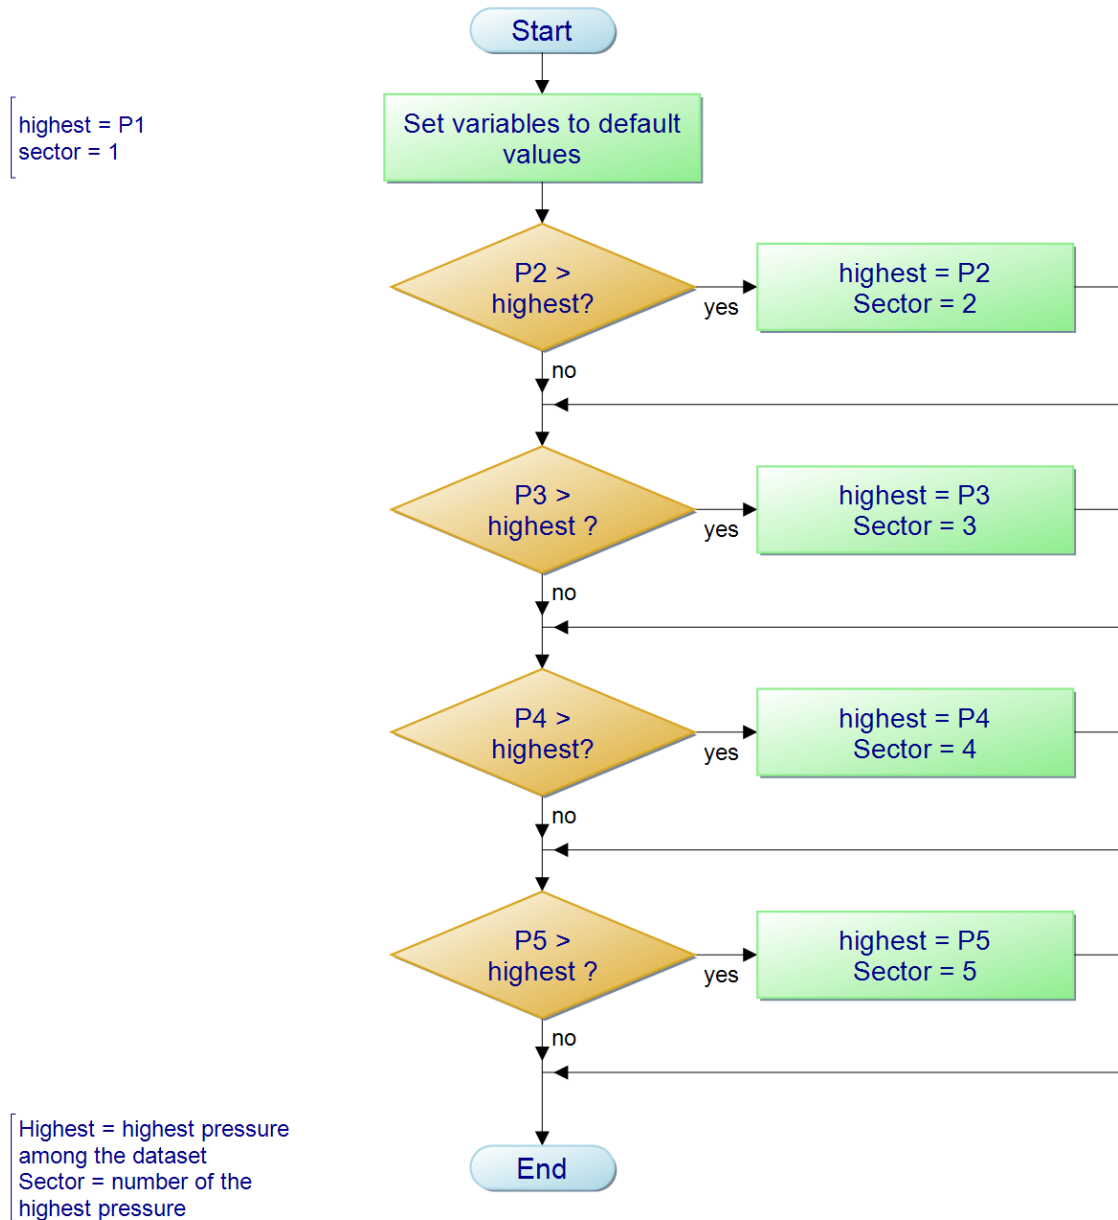 Start
highest = P1
sector = 1
Set variables to default
values
P2 >
highest?
yes
highest = P2
Sector = 2
no
P3 >
highest ?
yes
highest = P3
Sector = 3
no
P4 >
highest?
yes
highest = P4
Sector = 4
no
P5 >
highest ?
yes
highest = P5
Sector = 5
no
Highest = highest pressure
among the dataset
Sector = number of the
highest pressure
End